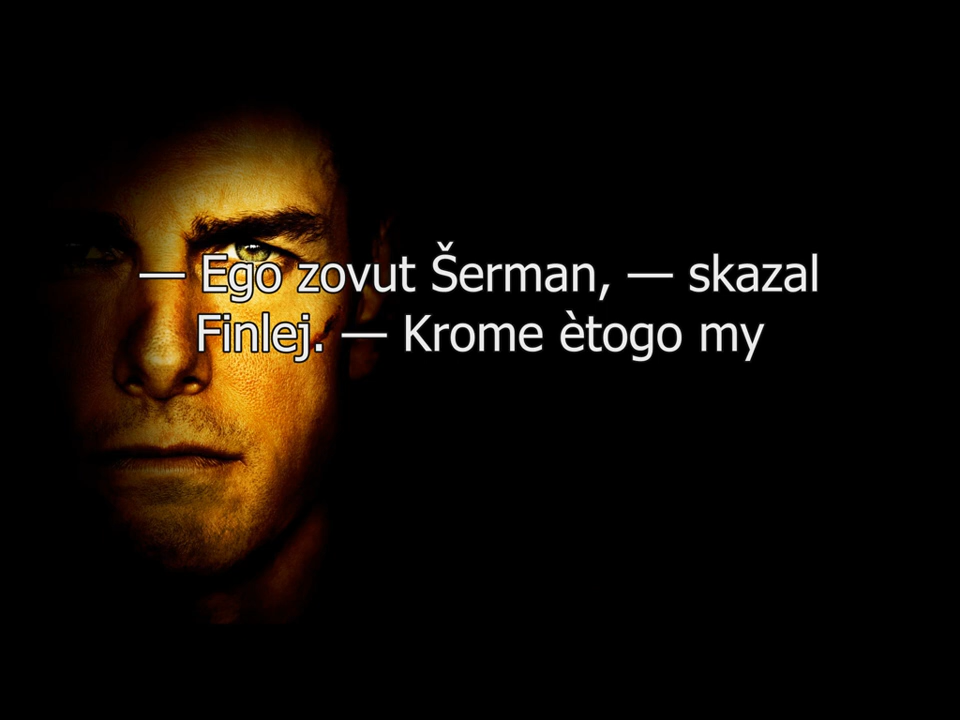 — Ego zovut Šerman, — skazal
Finlej. — Krome ètogo my